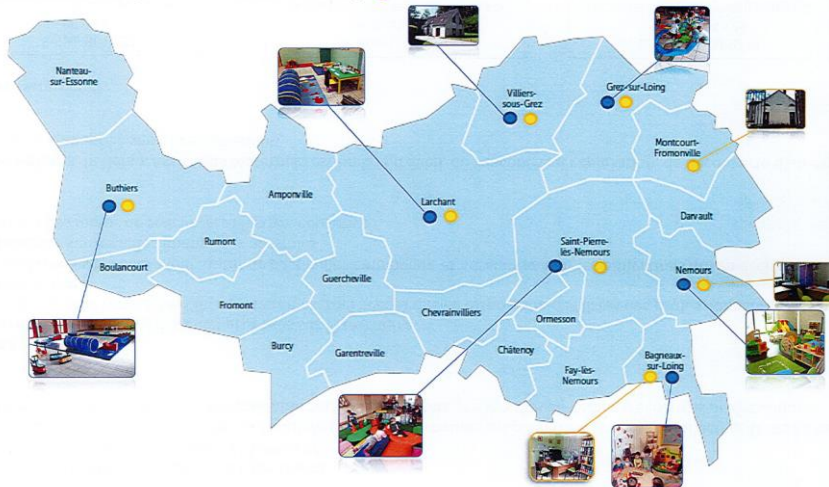 Nanteau-
sur-Essonne
Villiers-
sous-Grez
Grez-sur-Loing
Montcourt-
Fromonville
Buthiers
Amponville
Larchant
Darvault
Rumont
Saint-Pierre-
lès-Nemours
Boulancourt
Guercheville
Nemours
Fromont
Chevrainvilliers
Ormesson
Burcy
Garentreville
Châtenoy
Fay-lès-
Nemours
Bagneaux-
sur-Loing